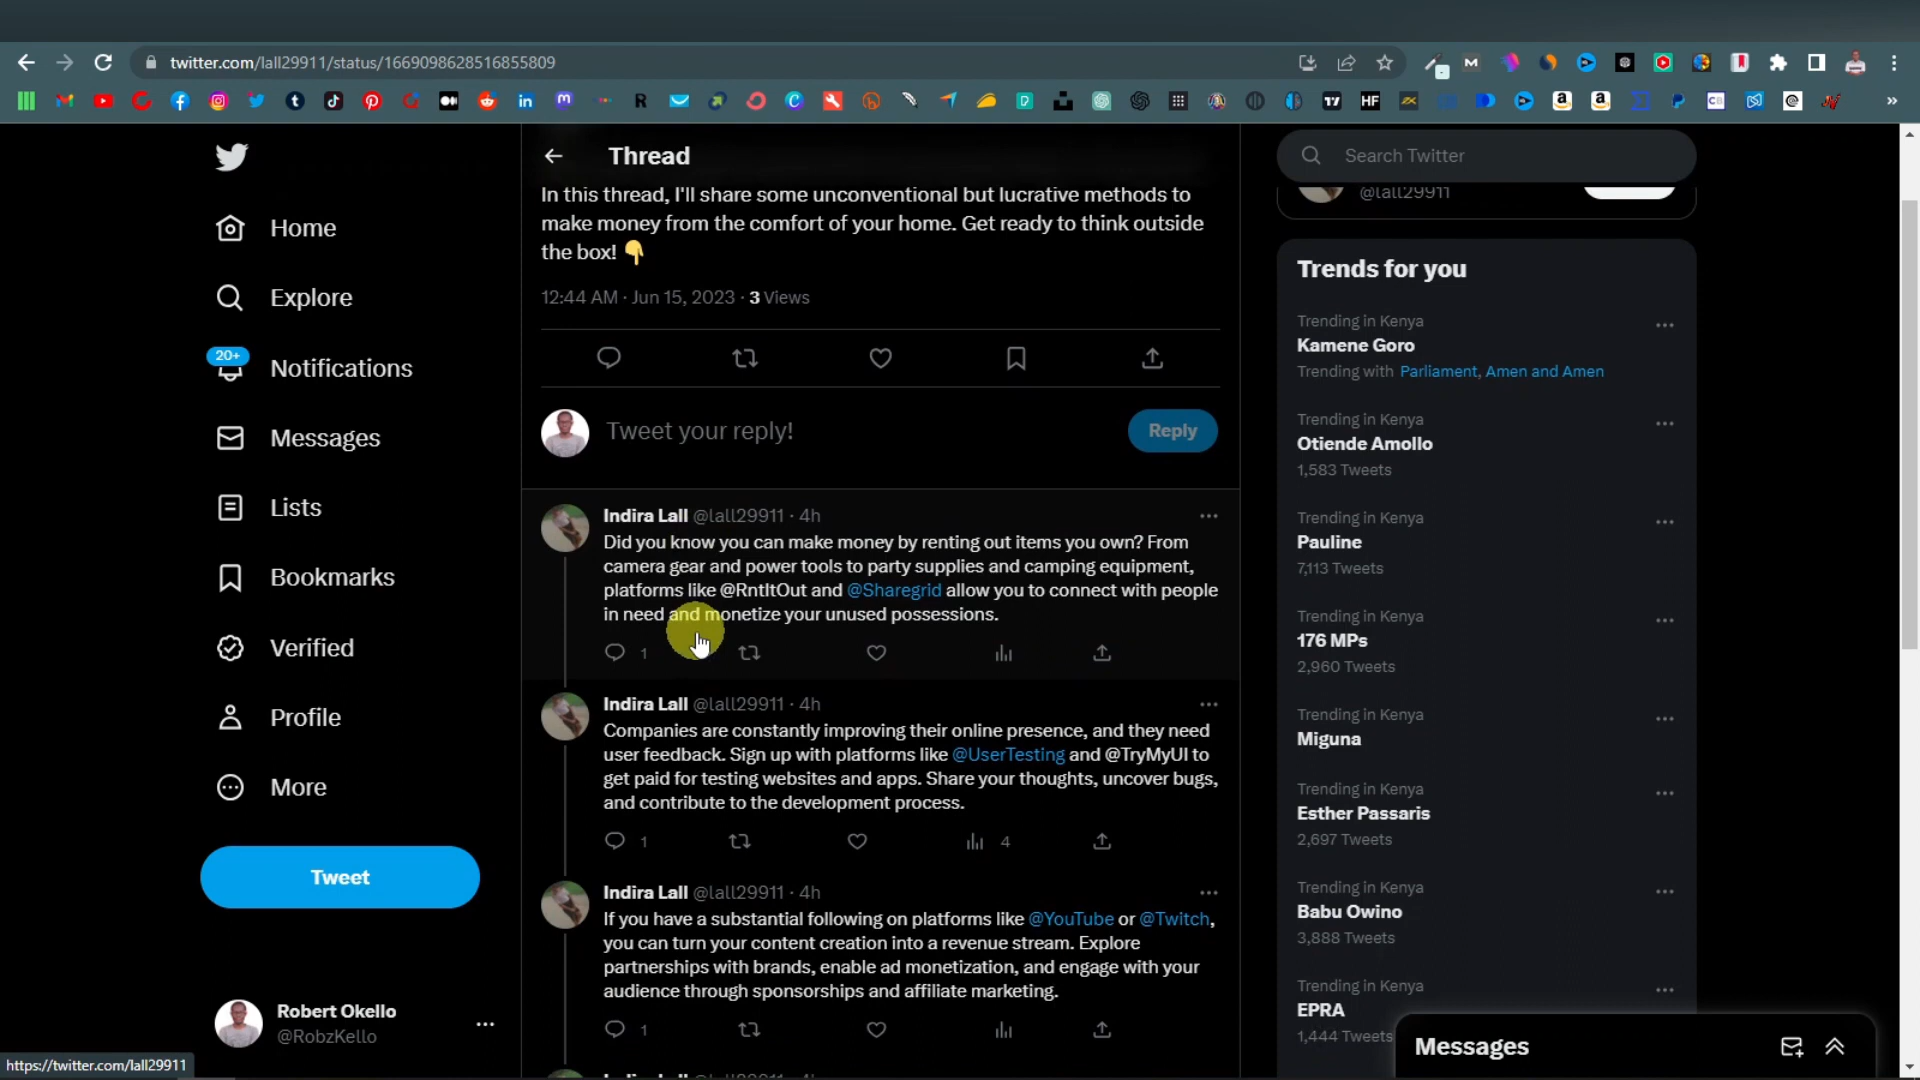 twitter.com/lall29911/status/1669098628516855809
Thread
In this thread, I'll share some unconventional but lucrative methods to
make money from the comfort of your home. Get ready to think outside
the box! 👇
12:44 AM · Jun 15, 2023 · 3 Views
Tweet your reply!
Reply
Indira Lall @lall29911 · 4h
Did you know you can make money by renting out items you own? From
camera gear and power tools to party supplies and camping equipment,
platforms like @RntItOut and @Sharegrid allow you to connect with people
in need and monetize your unused possessions.
1
Indira Lall @lall29911 · 4h
Companies are constantly improving their online presence, and they need
user feedback. Sign up with platforms like @UserTesting and @TryMyUI to
get paid for testing websites and apps. Share your thoughts, uncover bugs,
and contribute to the development process.
1
4
Indira Lall @lall29911 · 4h
If you have a substantial following on platforms like @YouTube or @Twitch,
you can turn your content creation into a revenue stream. Explore
partnerships with brands, enable ad monetization, and engage with your
audience through sponsorships and affiliate marketing.
1
Home
Explore
20+
Notifications
Messages
Lists
Bookmarks
Verified
Profile
More
Tweet
Robert Okello
@RobzKello
https://twitter.com/lall29911
Search Twitter
@lall29911
Trends for you
Trending in Kenya
Kamene Goro
Trending with Parliament, Amen and Amen
Trending in Kenya
Otiende Amollo
1,583 Tweets
Trending in Kenya
Pauline
7,113 Tweets
Trending in Kenya
176 MPs
2,960 Tweets
Trending in Kenya
Miguna
Trending in Kenya
Esther Passaris
2,697 Tweets
Trending in Kenya
Babu Owino
3,888 Tweets
Trending in Kenya
EPRA
1,444 Tweets
Messages